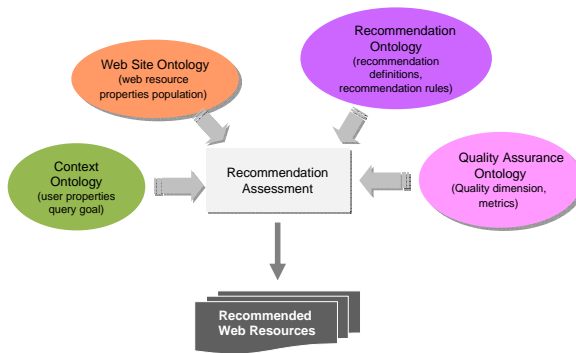 Web Site Ontology
(web resource
properties population)
Recommendation
Ontology
(recommendation
definitions,
recommendation rules)
Context
Ontology
(user properties
query goal)
Recommendation
Assessment
Quality Assurance
Ontology
(Quality dimension,
metrics)
Recommended
Web Resources